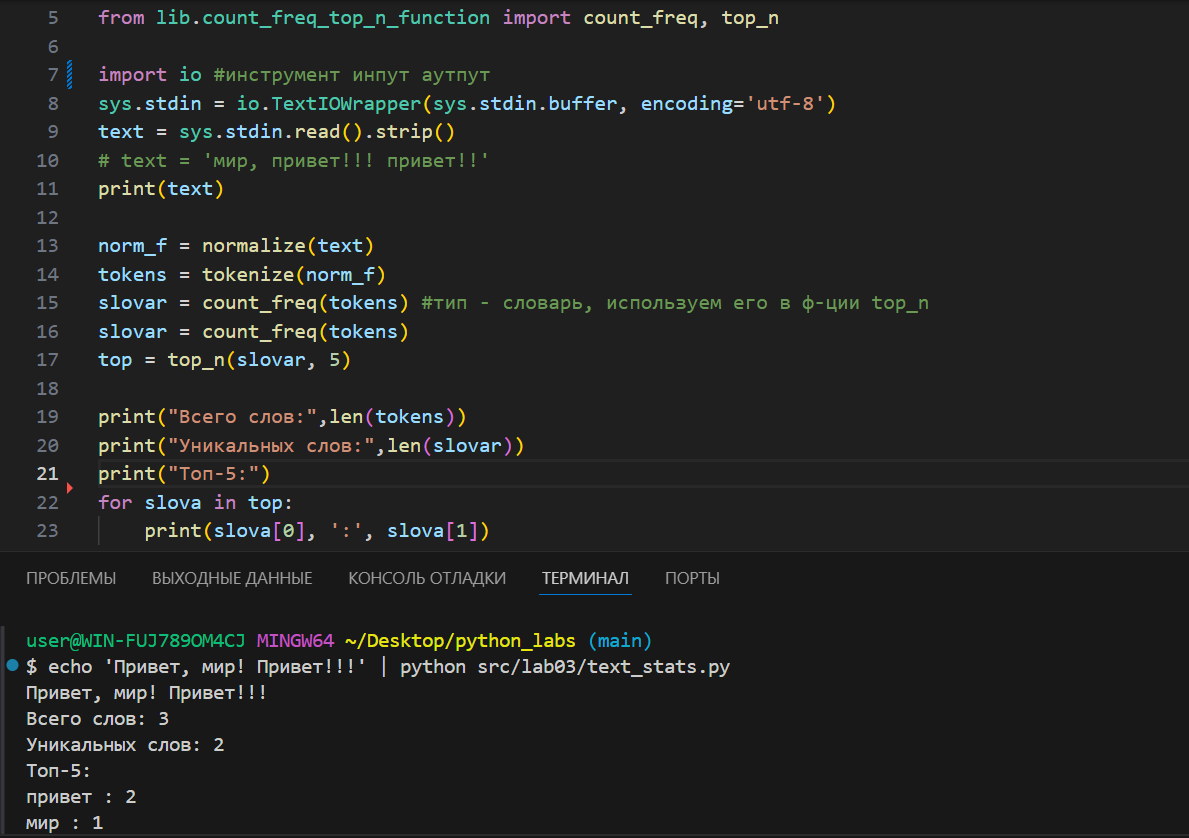 5 from lib.count_freq_top_n_function import count_freq, top_n
6
7 import io #инструмент инпут аутпут
8 sys.stdin = io.TextIOWrapper(sys.stdin.buffer, encoding='utf-8')
9 text = sys.stdin.read().strip()
10 # text = 'мир, привет!!! привет!!'
11 print(text)
12
13 norm_f = normalize(text)
14 tokens = tokenize(norm_f)
15 slovar = count_freq(tokens) #тип - словарь, используем его в ф-ции top_n
16 slovar = count_freq(tokens)
17 top = top_n(slovar, 5)
18
19 print("Всего слов:",len(tokens))
20 print("Уникальных слов:",len(slovar))
21 print("Топ-5:")
22 for slova in top:
23     print(slova[0], ':', slova[1])
ПРОБЛЕМЫ ВЫХОДНЫЕ ДАННЫЕ КОНСОЛЬ ОТЛАДКИ ТЕРМИНАЛ ПОРТЫ
user@WIN-FUJ789OM4CJ MINGW64 ~/Desktop/python_labs (main)
$ echo 'Привет, мир! Привет!!!' | python src/lab03/text_stats.py
Привет, мир! Привет!!!
Всего слов: 3
Уникальных слов: 2
Топ-5:
привет : 2
мир : 1